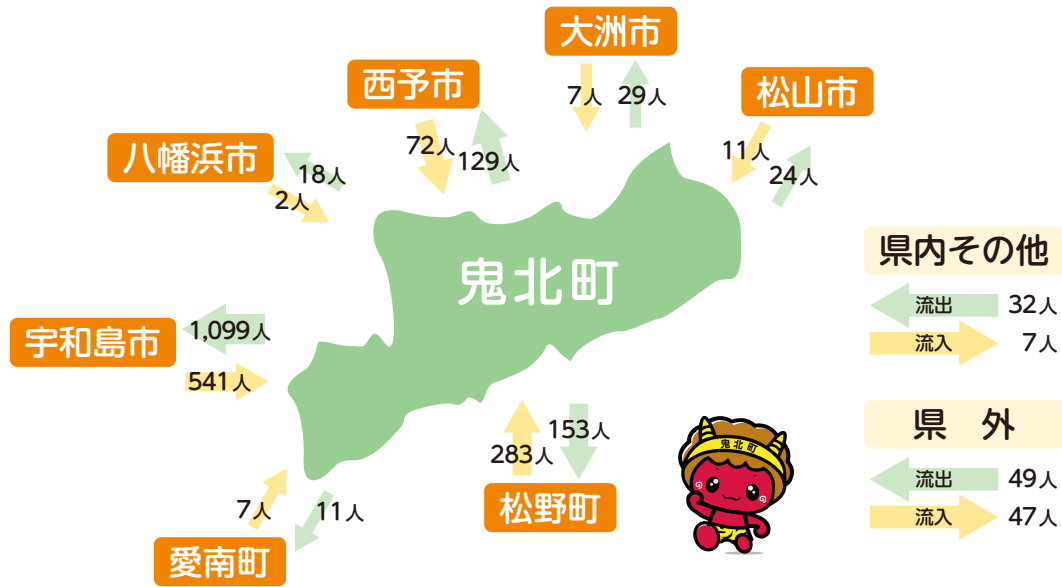 大洲市
7人 29人
西予市
72人 129人
松山市
11人 24人
八幡浜市
18人
2人
鬼北町
宇和島市
1,099人
541人
県内その他
流出 32人
流入 7人
153人
283人
松野町
鬼北町
県 外
流出 49人
流入 47人
7人 11人
愛南町